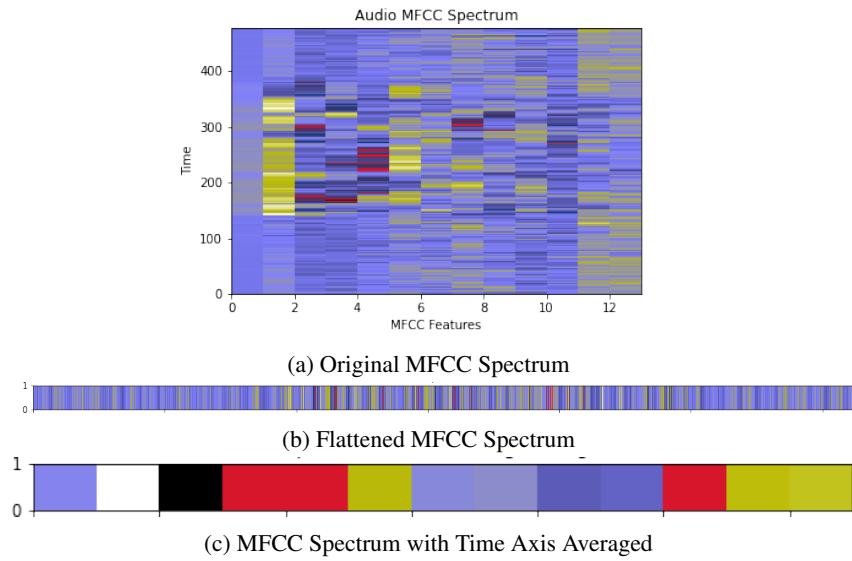 Audio MFCC Spectrum
400
300
Time
200
100
0
0 2 4 6 8 10 12
MFCC Features
(a) Original MFCC Spectrum
1
0
(b) Flattened MFCC Spectrum
1
0
(c) MFCC Spectrum with Time Axis Averaged